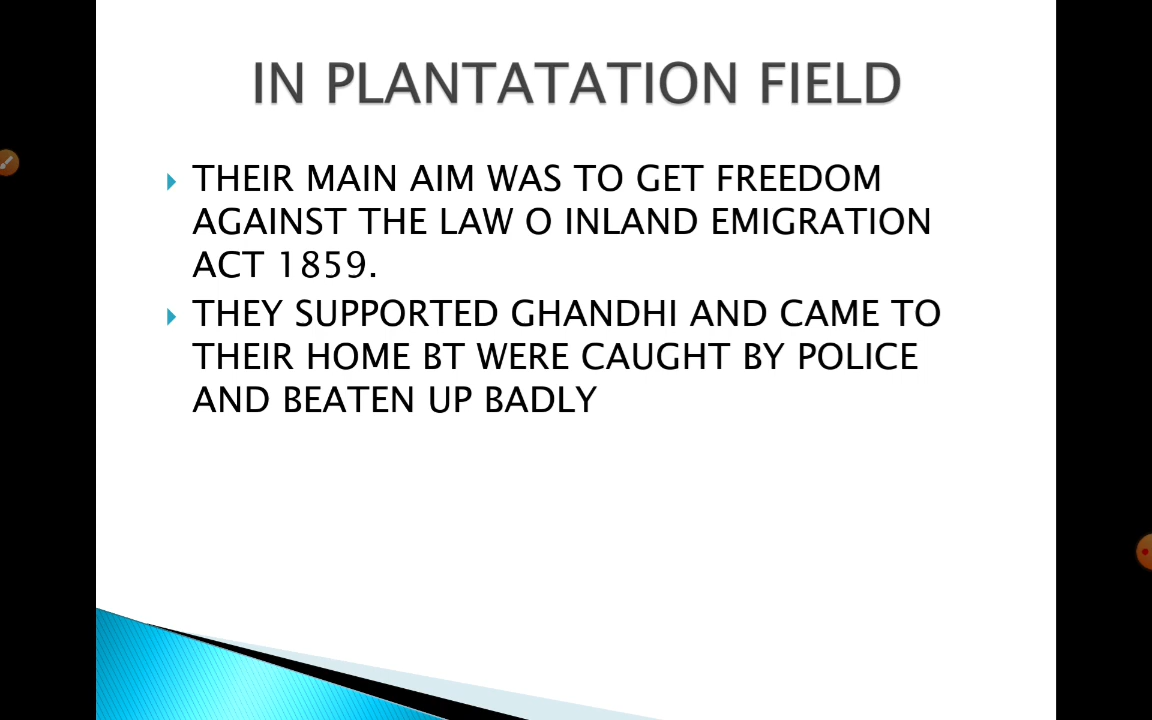 IN PLANTATATION FIELD
THEIR MAIN AIM WAS TO GET FREEDOM
AGAINST THE LAW O INLAND EMIGRATION
ACT 1859.
THEY SUPPORTED GHANDHI AND CAME TO
THEIR HOME BT WERE CAUGHT BY POLICE
AND BEATEN UP BADLY